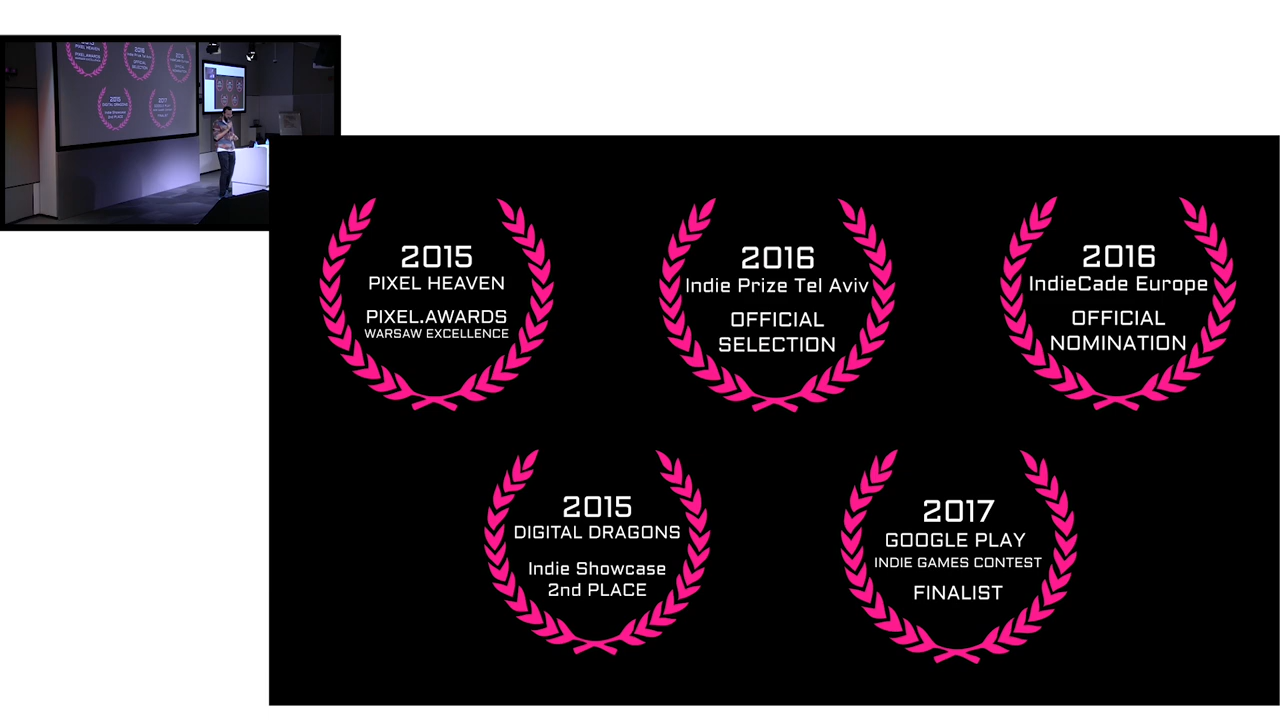 2015
PIXEL HEAVEN
PIXEL.AWARDS
WARSAW EXCELLENCE
2016
Indie Prize Tel Aviv
OFFICIAL
SELECTION
2016
IndieCade Europe
OFFICIAL
NOMINATION
2015
DIGITAL DRAGONS
Indie Showcase
2nd PLACE
2017
GOOGLE PLAY
INDIE GAMES CONTEST
FINALIST